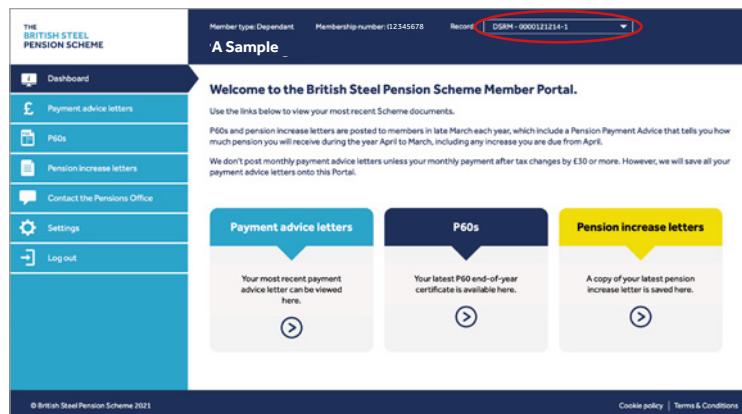 THE
BRITISH STEEL
PENSION SCHEME
Member type: Dependant Membership number: (12345678 Record: DSRM - 0000121214-1
'A Sample
Dashboard
Payment advice letters
P60s
Pension increase letters
Contact the Pensions Office
Settings
Log out
Welcome to the British Steel Pension Scheme Member Portal.
Use the links below to view your most recent Scheme documents.
P60s and pension increase letters are posted to members in late March each year, which include a Pension Payment Advice that tells you how
much pension you will receive during the year April to March, including any increase you are due from April.
We don't post monthly payment advice letters unless your monthly payment after tax changes by £30 or more. However, we will save all your
payment advice letters onto this Portal.
Payment advice letters
Your most recent payment
advice letter can be viewed
here.
P60s
Your latest P60 end-of-year
certificate is available here.
Pension increase letters
A copy of your latest pension
increase letter is saved here.
© British Steel Pension Scheme 2021
Cookie policy | Terms & Conditions